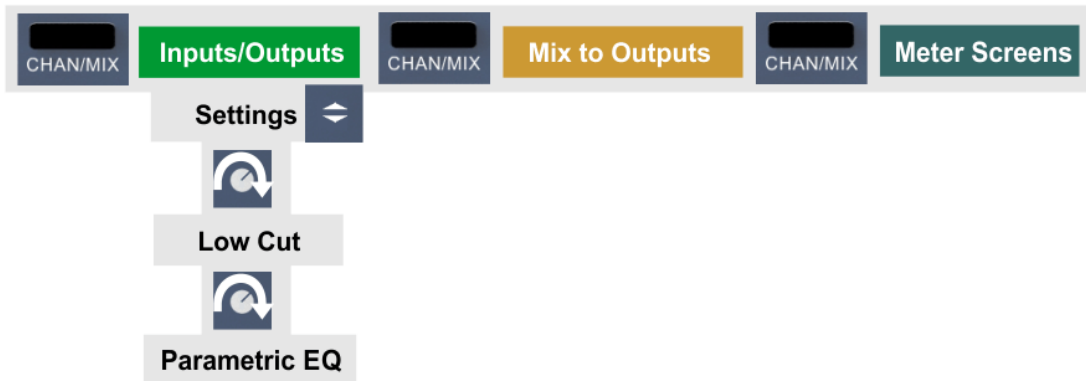 CHAN/MIX Inputs/Outputs CHAN/MIX Mix to Outputs CHAN/MIX Meter Screens
Settings
Low Cut
Parametric EQ